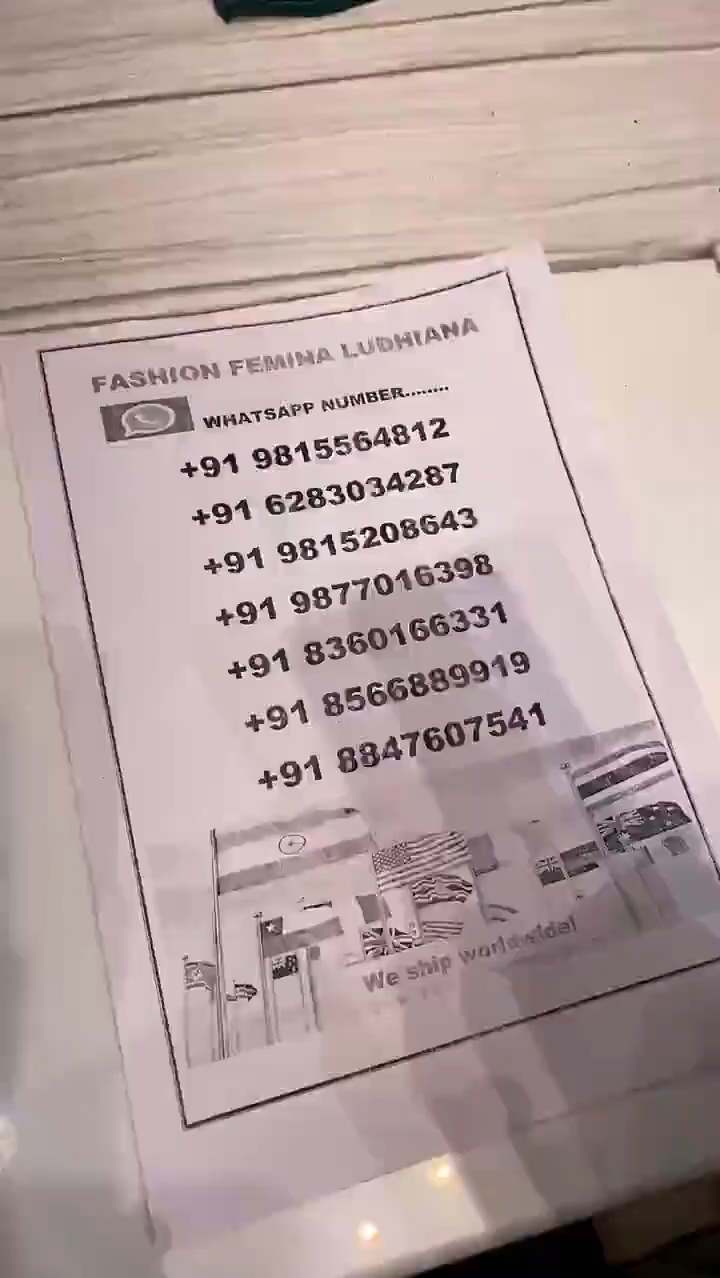 FASHION FEMINA LUDHIANA
WHATSAPP NUMBER........
+91 9815564812
+91 6283034287
+91 9815208643
+91 9877016398
+91 8360166331
+91 8566889919
+91 8847607541
We ship worldwide!